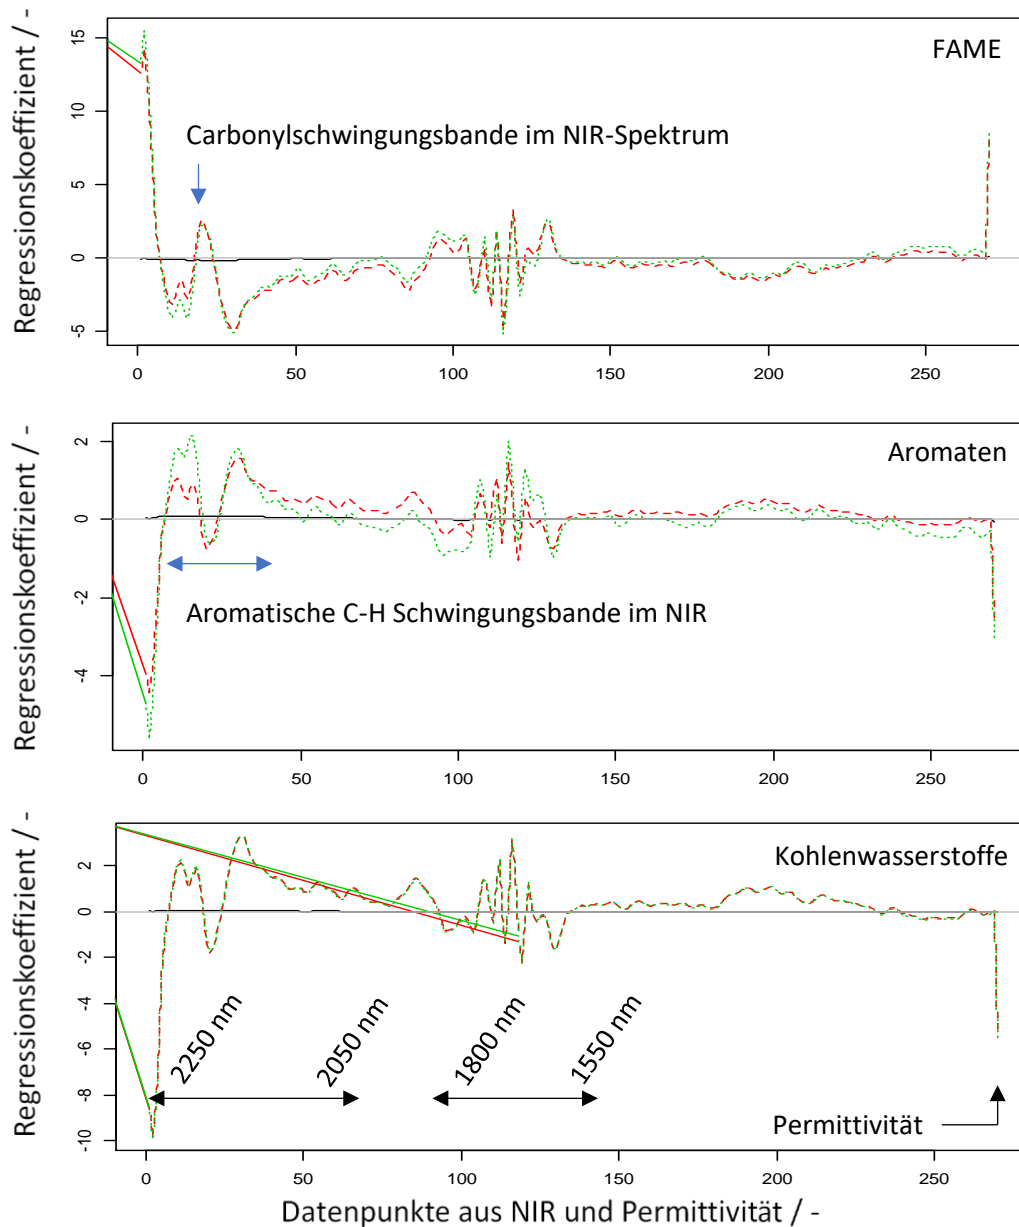 Regressionskoeffizient / -
15
10
5
0
-5
FAME
Carbonylschwingungsbande im NIR-Spektrum
0
50
100
150
200
250
Regressionskoeffizient / -
2
0
-2
-4
Aromaten
Aromatische C-H Schwingungsbande im NIR
0
50
100
150
200
250
Regressionskoeffizient / -
2
0
-2
-4
-6
-8
-10
Kohlenwasserstoffe
2250 nm
2050 nm
1800 nm
1550 nm
Permittivität
0
50
100
150
200
250
Datenpunkte aus NIR und Permittivität / -